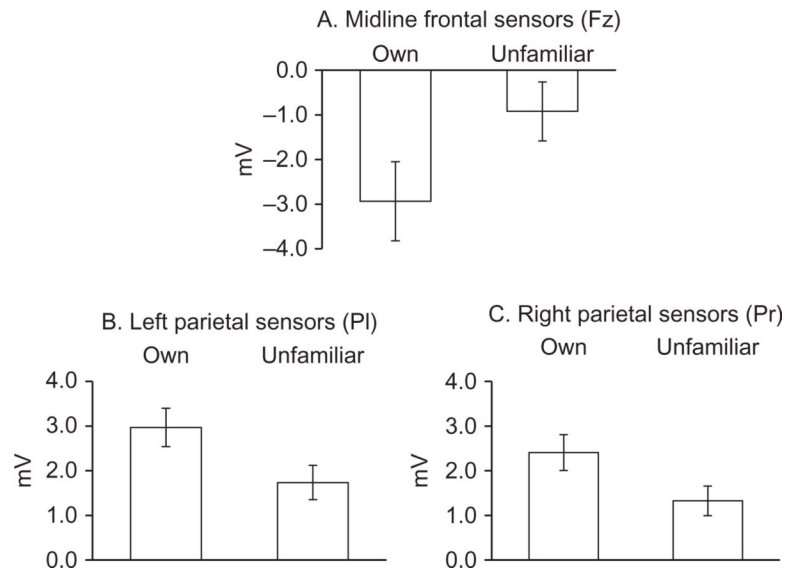 A. Midline frontal sensors (Fz)
Own Unfamiliar
0.0
–1.0
–2.0
–3.0
–4.0
mV
B. Left parietal sensors (Pl)
Own Unfamiliar
4.0
3.0
2.0
1.0
0.0
mV
C. Right parietal sensors (Pr)
Own Unfamiliar
4.0
3.0
2.0
1.0
0.0
mV